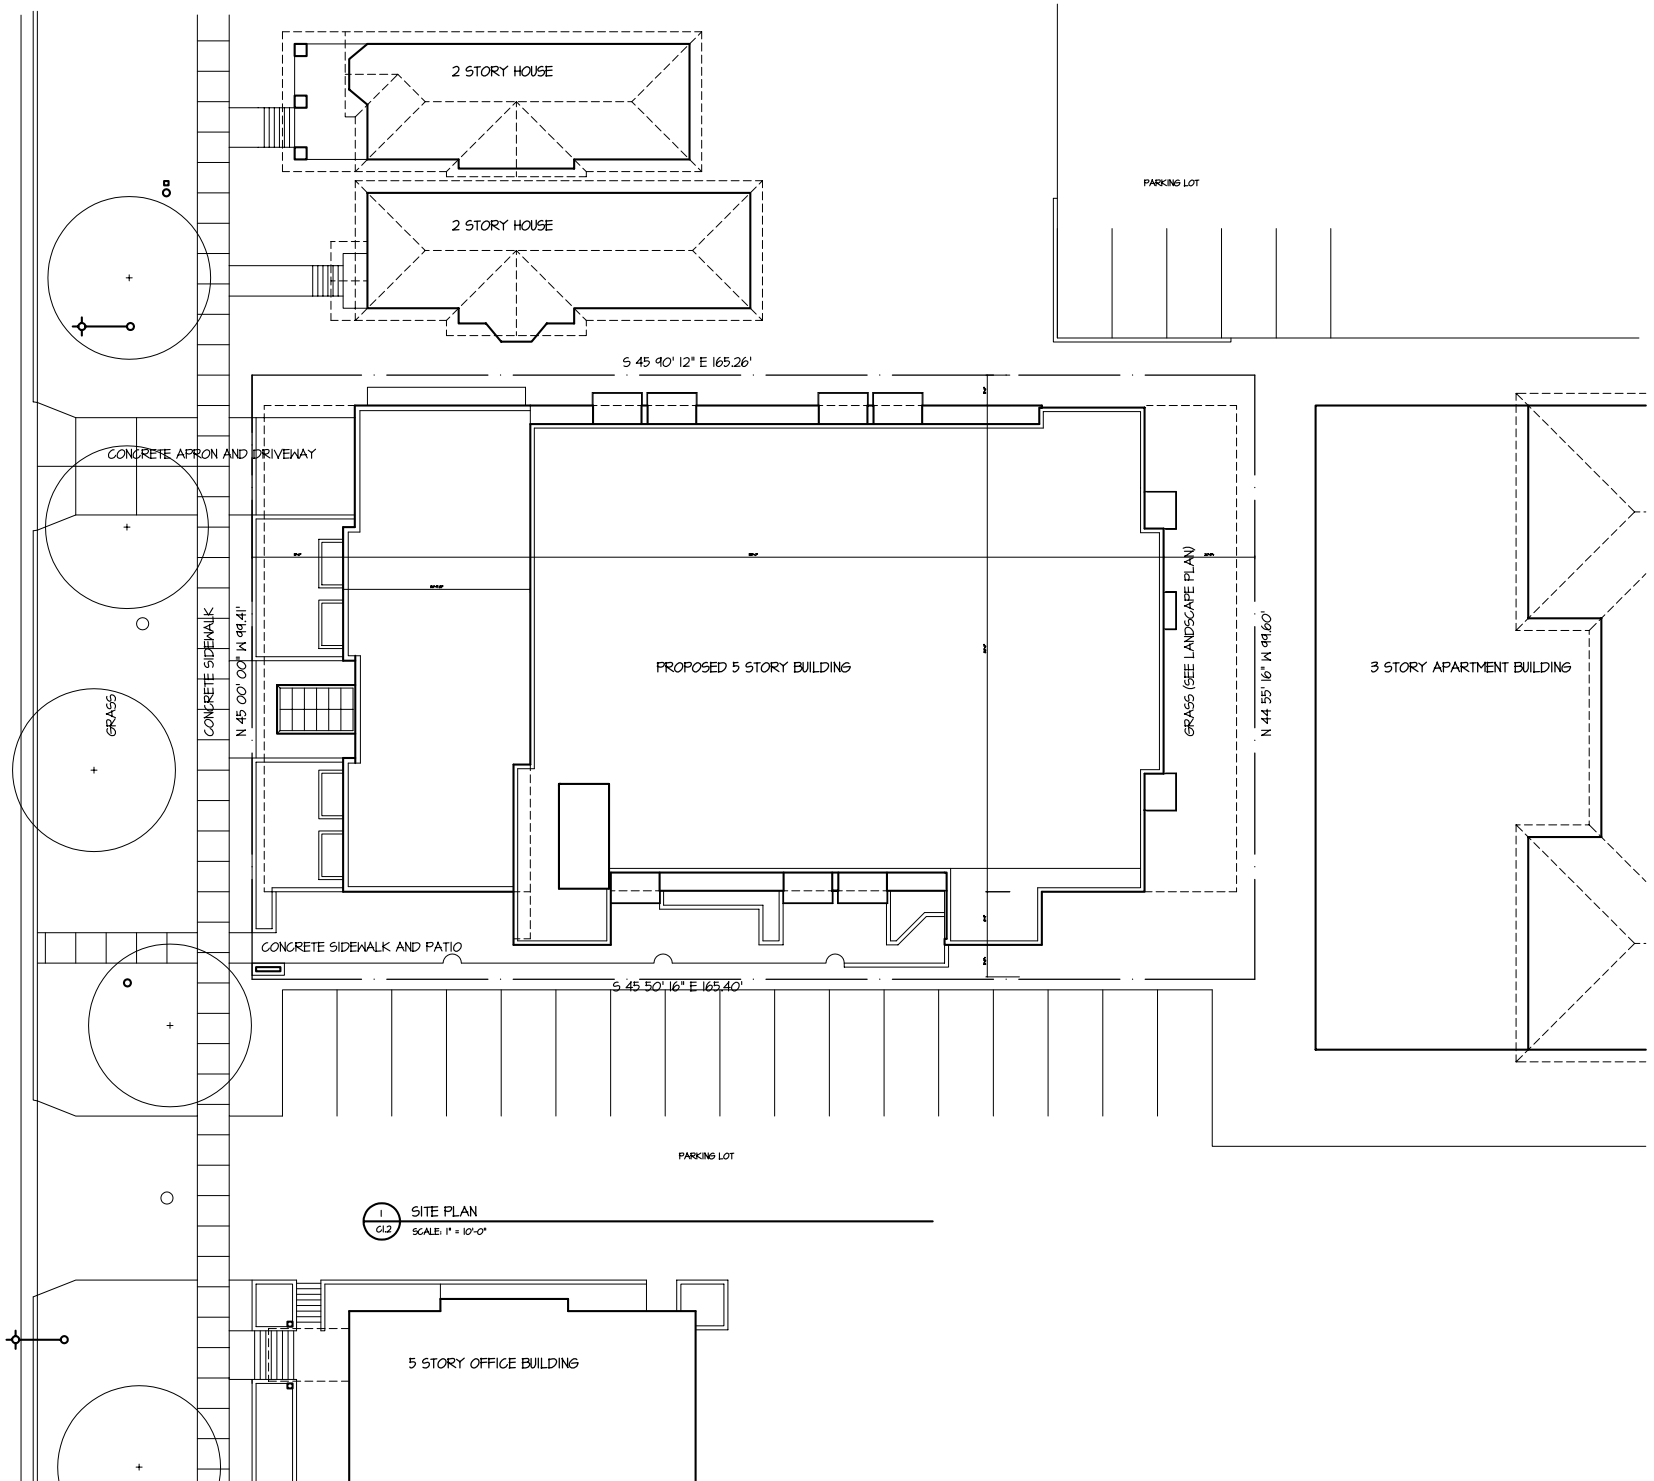 2 STORY HOUSE
PARKING LOT
2 STORY HOUSE
S 45 90' 12" E 165.26'
CONCRETE APRON AND DRIVEWAY
GRASS
CONCRETE SIDEWALK
N 45 00' 00" W 99.41'
PROPOSED 5 STORY BUILDING
GRASS (SEE LANDSCAPE PLAN)
N 44 55' 16" W 99.60'
3 STORY APARTMENT BUILDING
CONCRETE SIDEWALK AND PATIO
S 45 50' 16" E 165.40'
PARKING LOT
1
C1.2
SITE PLAN
SCALE: 1" = 10'-0"
5 STORY OFFICE BUILDING